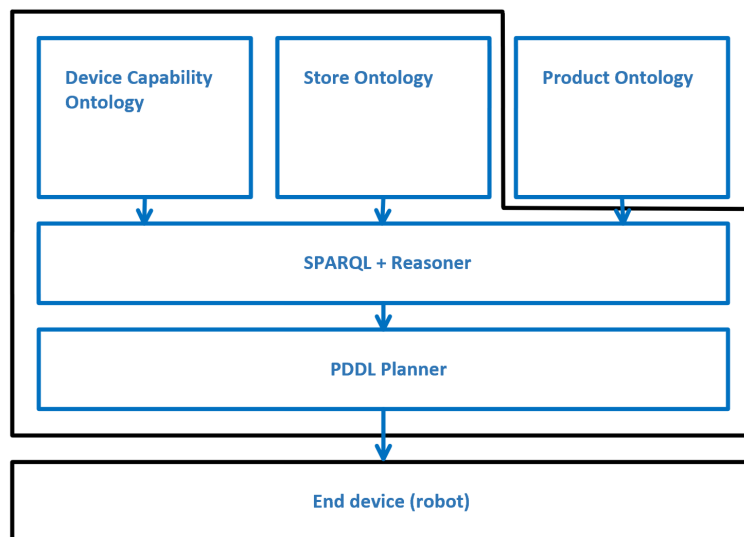 Device Capability
Ontology
Store Ontology
Product Ontology
SPARQL + Reasoner
PDDL Planner
End device (robot)